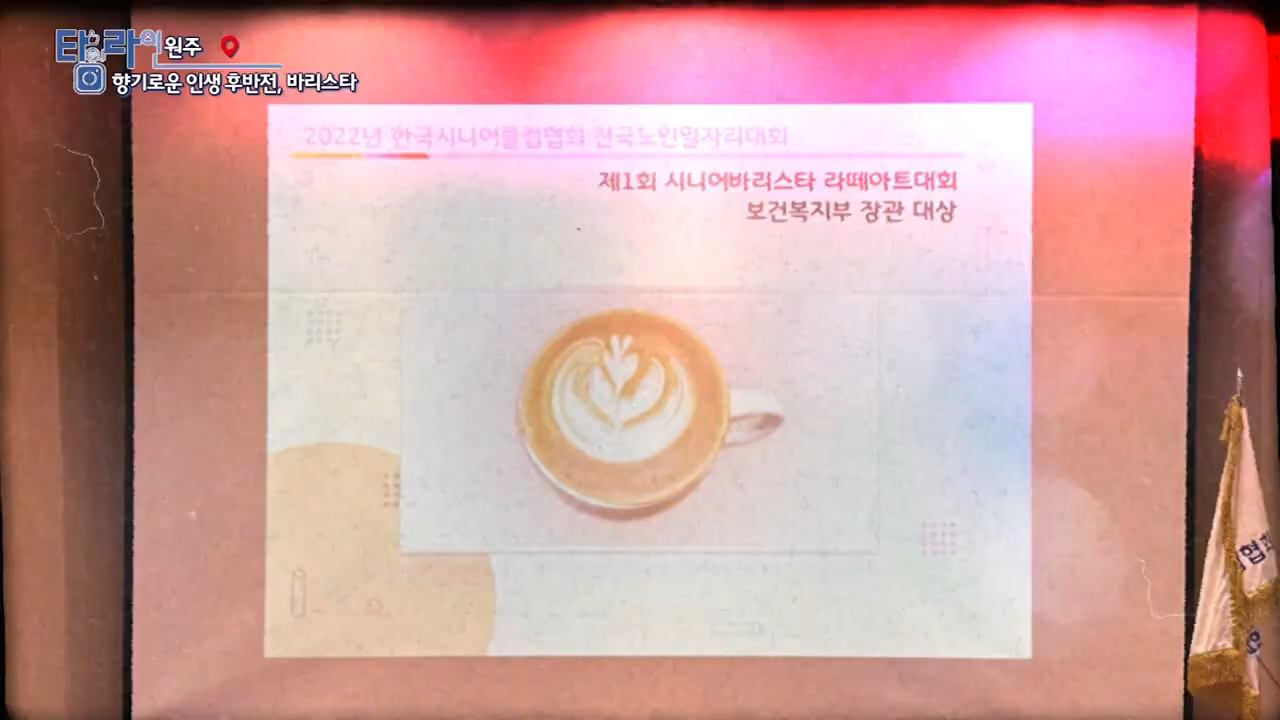 원주
향기로운 인생 후반전, 바리스타
2022년 한국시니어클럽협회 전국노인일자리대회
제1회 시니어바리스타 라떼아트대회
보건복지부 장관 대상
협회